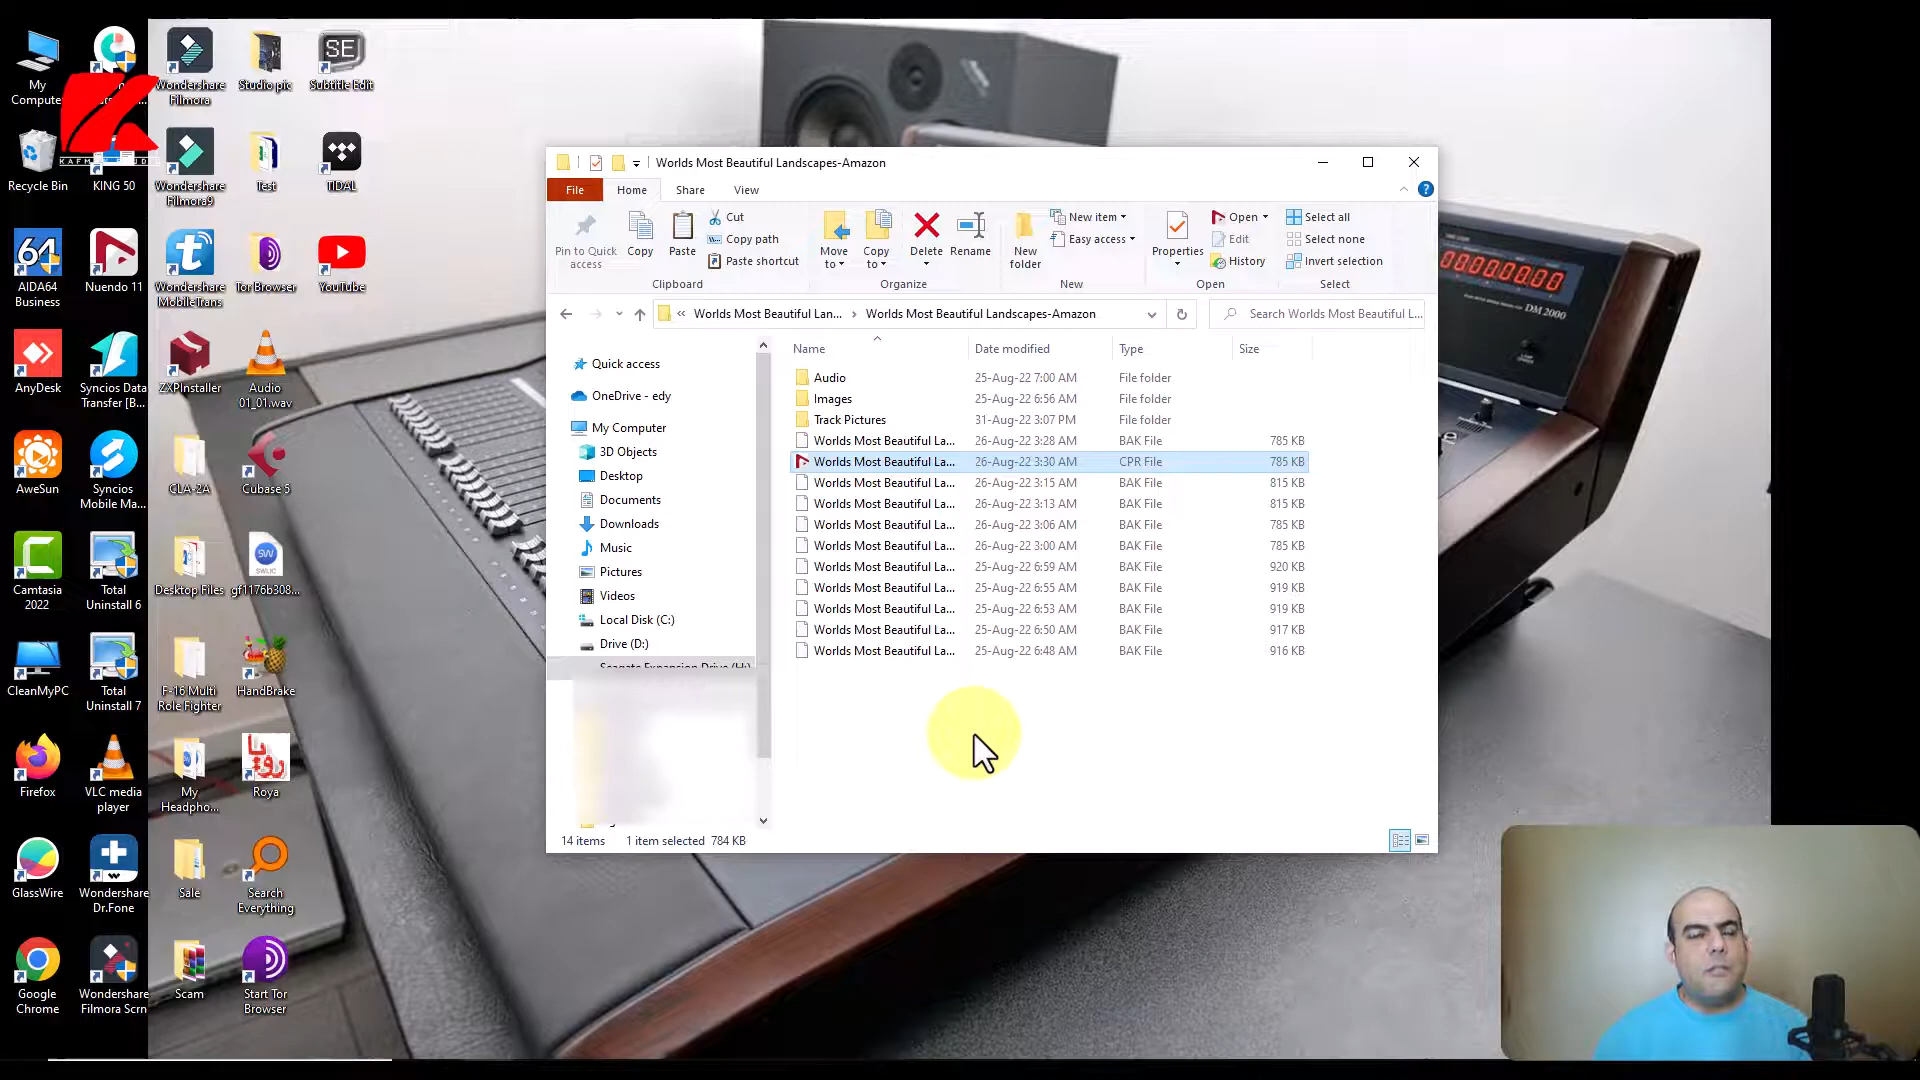 My
Computer
Wondershare
Filmora
Studio pic
SE
Subtitle Edit
Recycle Bin
KING 50
Wondershare
Filmora9
Test
TIDAL
64
AIDA64
Business
Nuendo 11
Wondershare
MobileTrans
Tor Browser
YouTube
AnyDesk
Syncios Data
Transfer [B...
ZXPInstaller
Audio
01_01.wav
AweSun
Syncios
Mobile Ma...
CLA-2A
Cubase 5
Camtasia
2022
Total
Uninstall 6
Desktop Files
SW
SWLIC
gf1176b308...
CleanMyPC
Total
Uninstall 7
F-16 Multi
Role Fighter
HandBrake
Firefox
VLC media
player
My
Headpho...
رویا
Roya
GlassWire
Wondershare
Dr.Fone
Sale
Search
Everything
Google
Chrome
Wondershare
Filmora Scrn
Scam
Start Tor
Browser
Worlds Most Beautiful Landscapes-Amazon
File
Home
Share
View
Pin to Quick
access
Copy
Paste
Cut
Copy path
Paste shortcut
Clipboard
Move
to
Copy
to
Delete
Rename
Organize
New
folder
New item
Easy access
New
Properties
Open
Edit
History
Open
Select all
Select none
Invert selection
Select
« Worlds Most Beautiful Lan... > Worlds Most Beautiful Landscapes-Amazon
Search Worlds Most Beautiful L...
Quick access
OneDrive - edy
My Computer
3D Objects
Desktop
Documents
Downloads
Music
Pictures
Videos
Local Disk (C:)
Drive (D:)
Seagate Expansion Drive (H:)
Name Date modified Type Size
Audio 25-Aug-22 7:00 AM File folder
Images 25-Aug-22 6:56 AM File folder
Track Pictures 31-Aug-22 3:07 PM File folder
Worlds Most Beautiful La... 26-Aug-22 3:28 AM BAK File 785 KB
Worlds Most Beautiful La... 26-Aug-22 3:30 AM CPR File 785 KB
Worlds Most Beautiful La... 26-Aug-22 3:15 AM BAK File 815 KB
Worlds Most Beautiful La... 26-Aug-22 3:13 AM BAK File 815 KB
Worlds Most Beautiful La... 26-Aug-22 3:06 AM BAK File 785 KB
Worlds Most Beautiful La... 26-Aug-22 3:00 AM BAK File 785 KB
Worlds Most Beautiful La... 25-Aug-22 6:59 AM BAK File 920 KB
Worlds Most Beautiful La... 25-Aug-22 6:55 AM BAK File 919 KB
Worlds Most Beautiful La... 25-Aug-22 6:53 AM BAK File 919 KB
Worlds Most Beautiful La... 25-Aug-22 6:50 AM BAK File 917 KB
Worlds Most Beautiful La... 25-Aug-22 6:48 AM BAK File 916 KB
14 items 1 item selected 784 KB
DM 2000